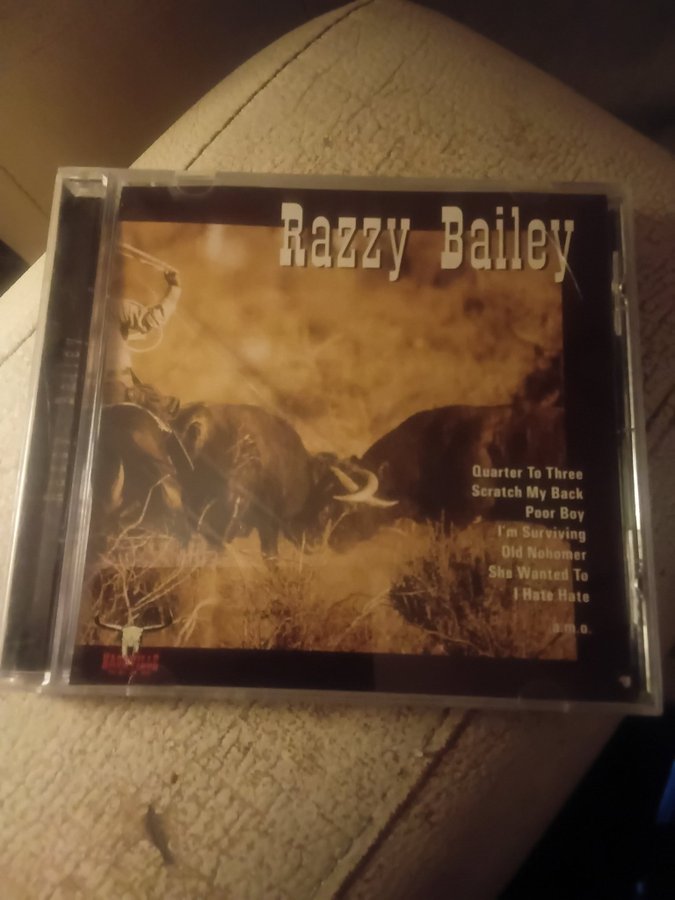 Razzy Bailey
Quarter To Three
Scratch My Back
Poor Boy
I'm Surviving
Old Nohomer
She Wanted To
I Hate Hate
a.m.o.